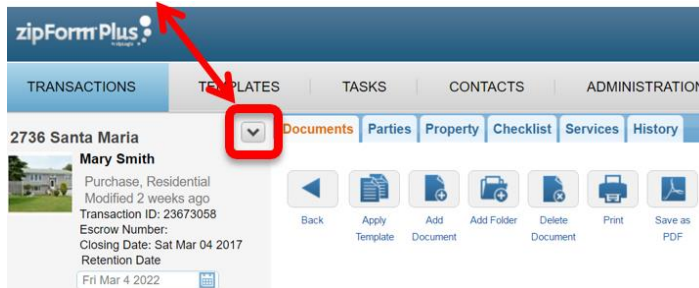 zipForm Plus
TRANSACTIONS TEMPLATES TASKS CONTACTS ADMINISTRATION
2736 Santa Maria
Documents Parties Property Checklist Services History
Mary Smith
Purchase, Residential
Modified 2 weeks ago
Transaction ID: 23673058
Escrow Number:
Closing Date: Sat Mar 04 2017
Retention Date
Fri Mar 4 2022
Back
Apply
Template
Add
Document
Add Folder
Delete
Document
Print
Save as
PDF